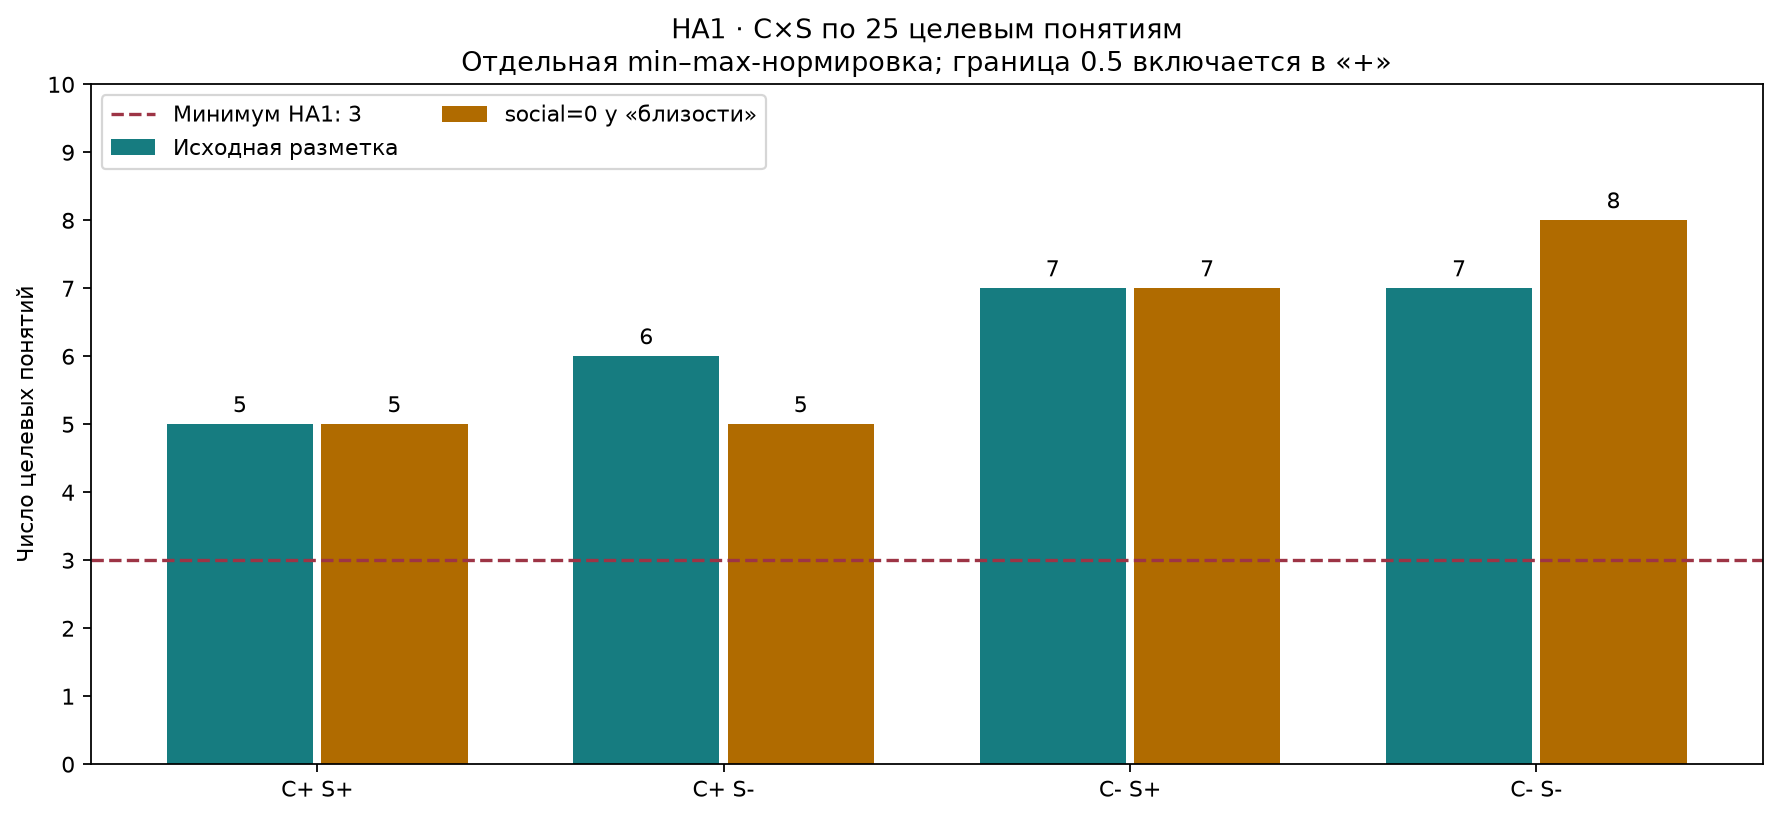 HA1 · C×S по 25 целевым понятиям
Отдельная min–max-нормировка; граница 0.5 включается в «+»
Минимум HA1: 3
Исходная разметка
social=0 у «близости»
Число целевых понятий
10
9
8
7
6
5
4
3
2
1
0
5
5
6
5
7
7
7
8
C+ S+
C+ S-
C- S+
C- S-